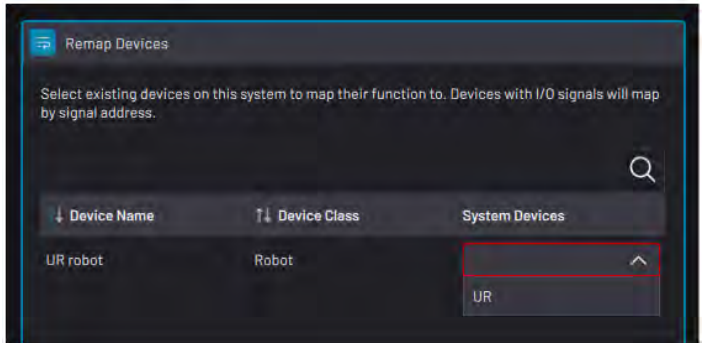 Remap Devices
Select existing devices on this system to map their function to. Devices with I/O signals will map
by signal address.
Device Name Device Class System Devices
UR robot Robot
UR